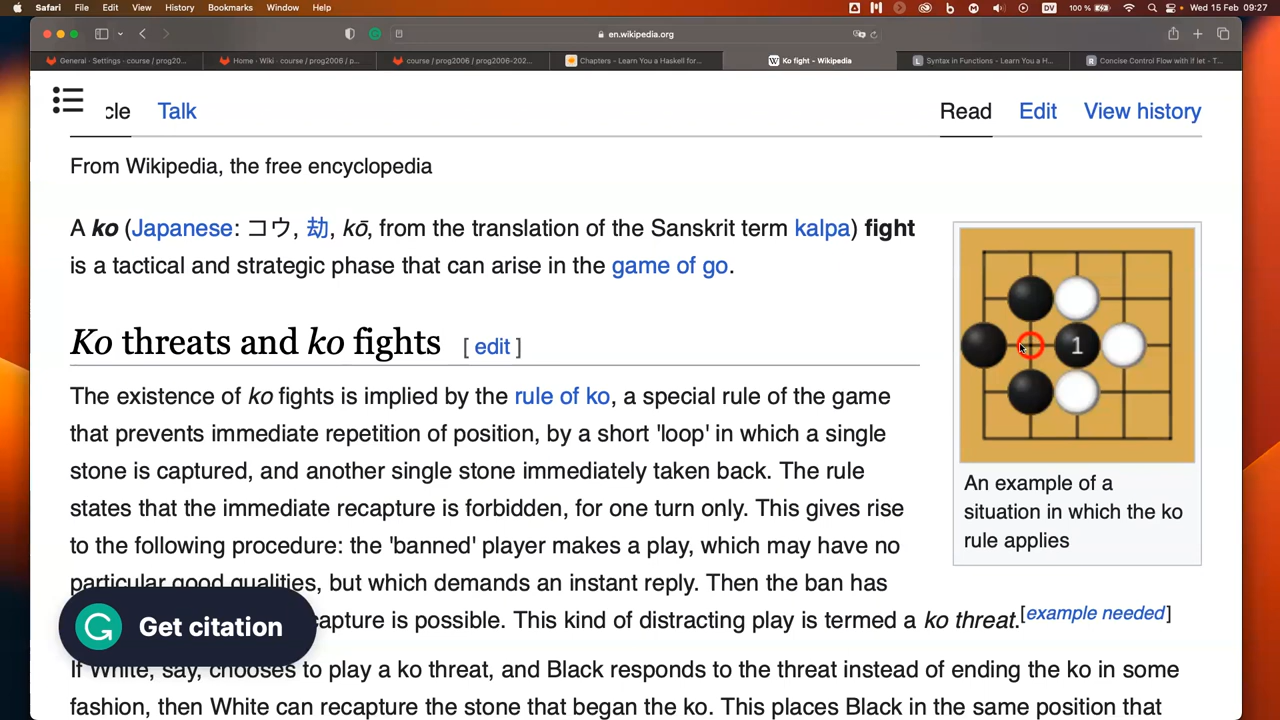 Safari File Edit View History Bookmarks Window Help DV 100 % Wed 15 Feb 09:27
en.wikipedia.org
General · Settings · course / prog20... Home · Wiki · course / prog2006 / p... course / prog2006 / prog2006-202... Chapters - Learn You a Haskell for... Ko fight - Wikipedia Syntax in Functions - Learn You a H... Concise Control Flow with if let - T...
cle Talk Read Edit View history
From Wikipedia, the free encyclopedia
A ko (Japanese: コウ, 劫, kō, from the translation of the Sanskrit term kalpa) fight
is a tactical and strategic phase that can arise in the game of go.
1
An example of a
situation in which the ko
rule applies
Ko threats and ko fights [ edit ]
The existence of ko fights is implied by the rule of ko, a special rule of the game
that prevents immediate repetition of position, by a short 'loop' in which a single
stone is captured, and another single stone immediately taken back. The rule
states that the immediate recapture is forbidden, for one turn only. This gives rise
to the following procedure: the 'banned' player makes a play, which may have no
particular good qualities, but which demands an instant reply. Then the ban has
apture is possible. This kind of distracting play is termed a ko threat.[example needed]
Get citation
If White, say, chooses to play a ko threat, and Black responds to the threat instead of ending the ko in some
fashion, then White can recapture the stone that began the ko. This places Black in the same position that